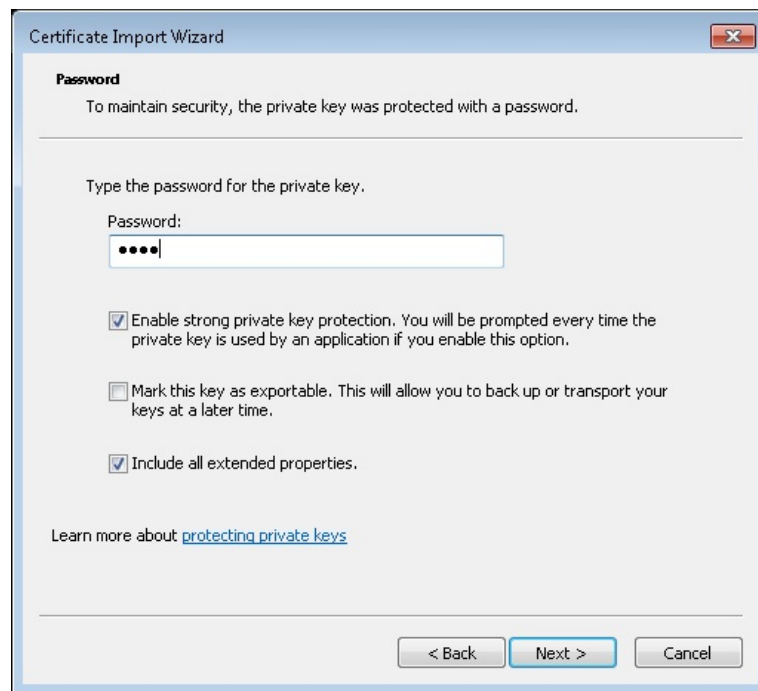 Certificate Import Wizard
Password
To maintain security, the private key was protected with a password.
Type the password for the private key.
Password:
••••
Enable strong private key protection. You will be prompted every time the
private key is used by an application if you enable this option.
Mark this key as exportable. This will allow you to back up or transport your
keys at a later time.
Include all extended properties.
Learn more about protecting private keys
< Back Next > Cancel